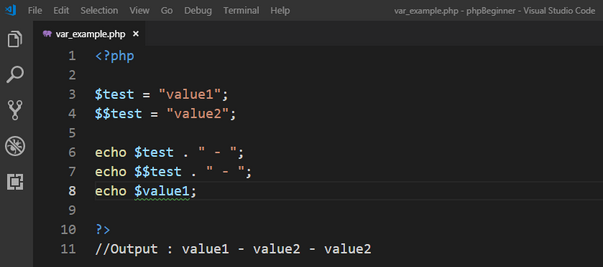 File Edit Selection View Go Debug Terminal Help var_example.php - phpBeginner - Visual Studio Code
var_example.php ×
1 <?php
2
3 $test = "value1";
4 $$test = "value2";
5
6 echo $test . " - ";
7 echo $$test . " - ";
8 echo $value1;
9
10 ?>
11 //Output : value1 - value2 - value2